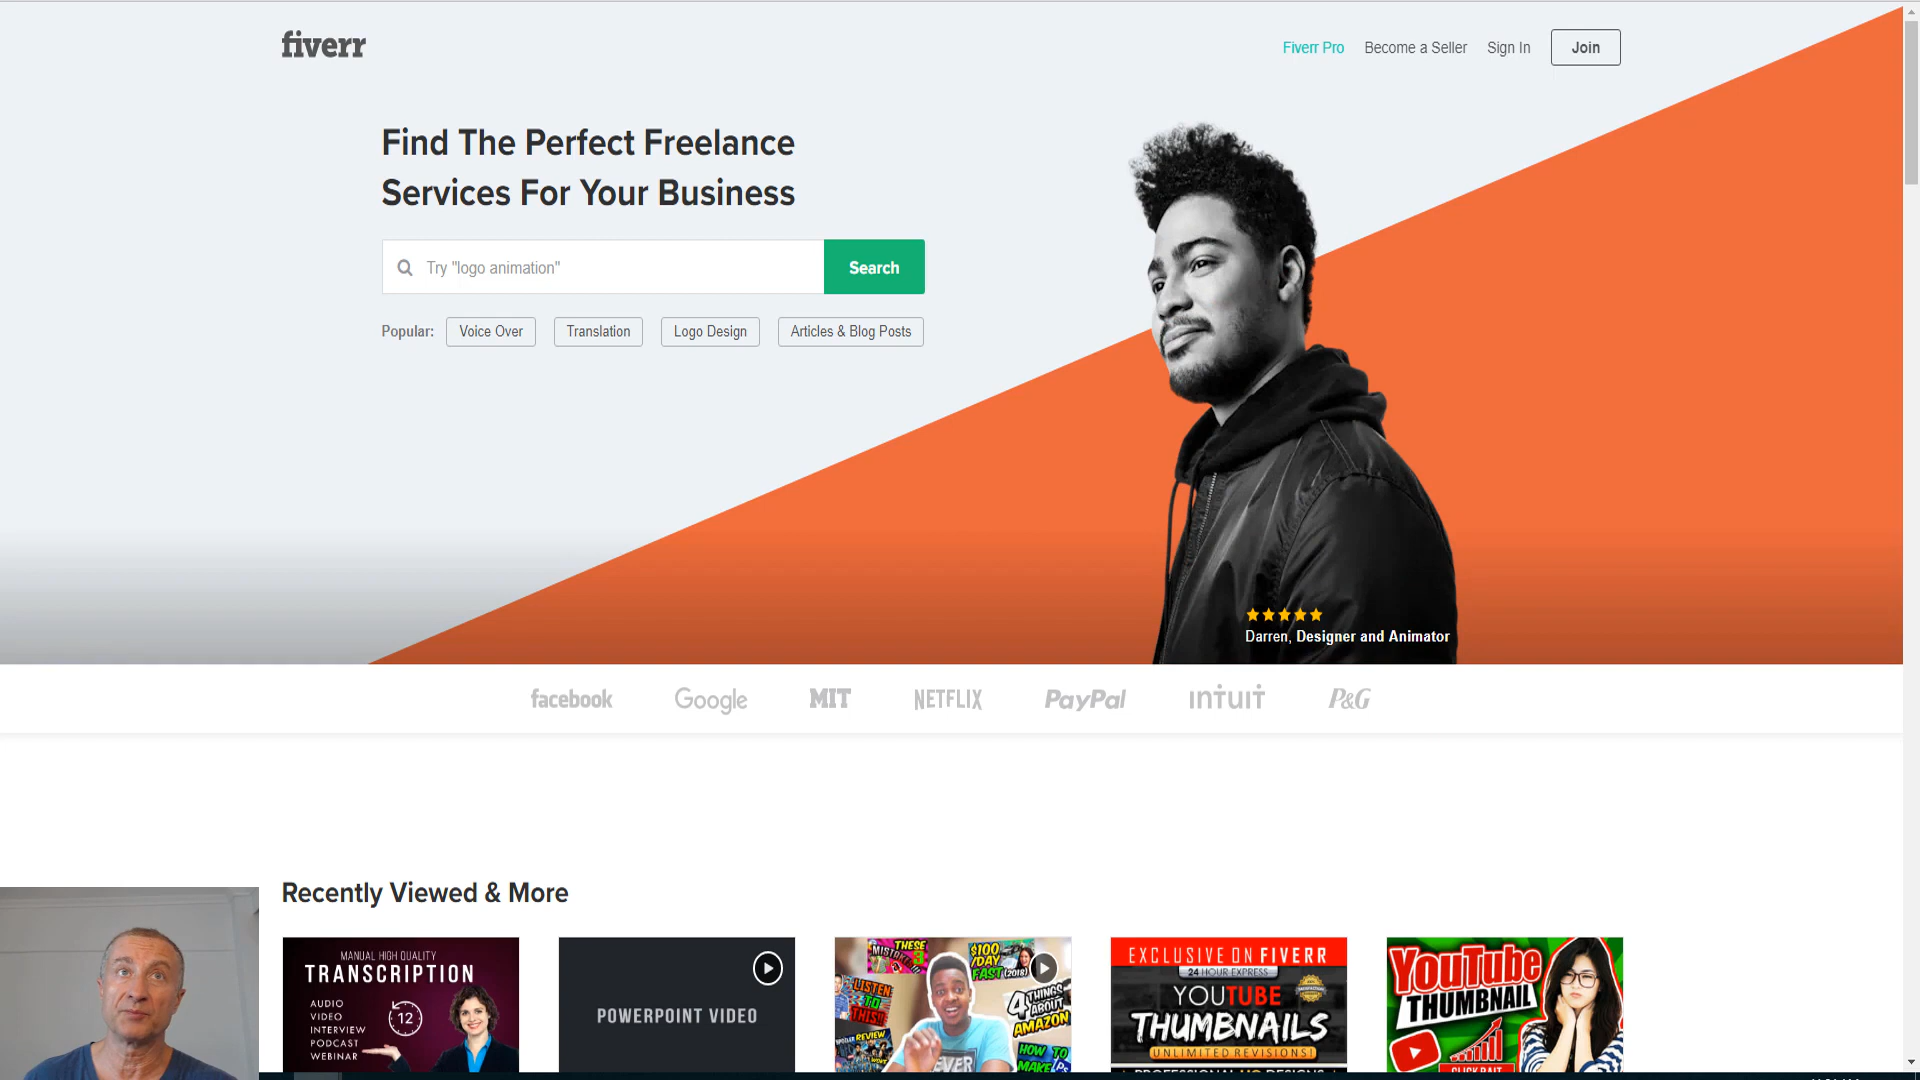 fiverr
Fiverr Pro
Become a Seller
Sign In
Join
Find The Perfect Freelance
Services For Your Business
Try "logo animation"
Search
Popular:
Voice Over
Translation
Logo Design
Articles & Blog Posts
Darren, Designer and Animator
facebook
Google
MIT
NETFLIX
PayPal
intuit
P&G
Recently Viewed & More
MANUAL HIGH QUALITY
TRANSCRIPTION
AUDIO
VIDEO
INTERVIEW
PODCAST
WEBINAR
12
POWERPOINT VIDEO
THESE
3
$100
/DAY
FAST (2018)
LISTEN
TO
THIS!!
4 THINGS
ABOUT
AMAZON
REVIEW
HOW TO
MAKE
EXCLUSIVE ON FIVERR
24 HOUR EXPRESS
YOUTUBE
THUMBNAILS
UNLIMITED REVISIONS!
PROFESSIONAL HQ DESIGNS
YouTube
THUMBNAIL
CLICK BAIT